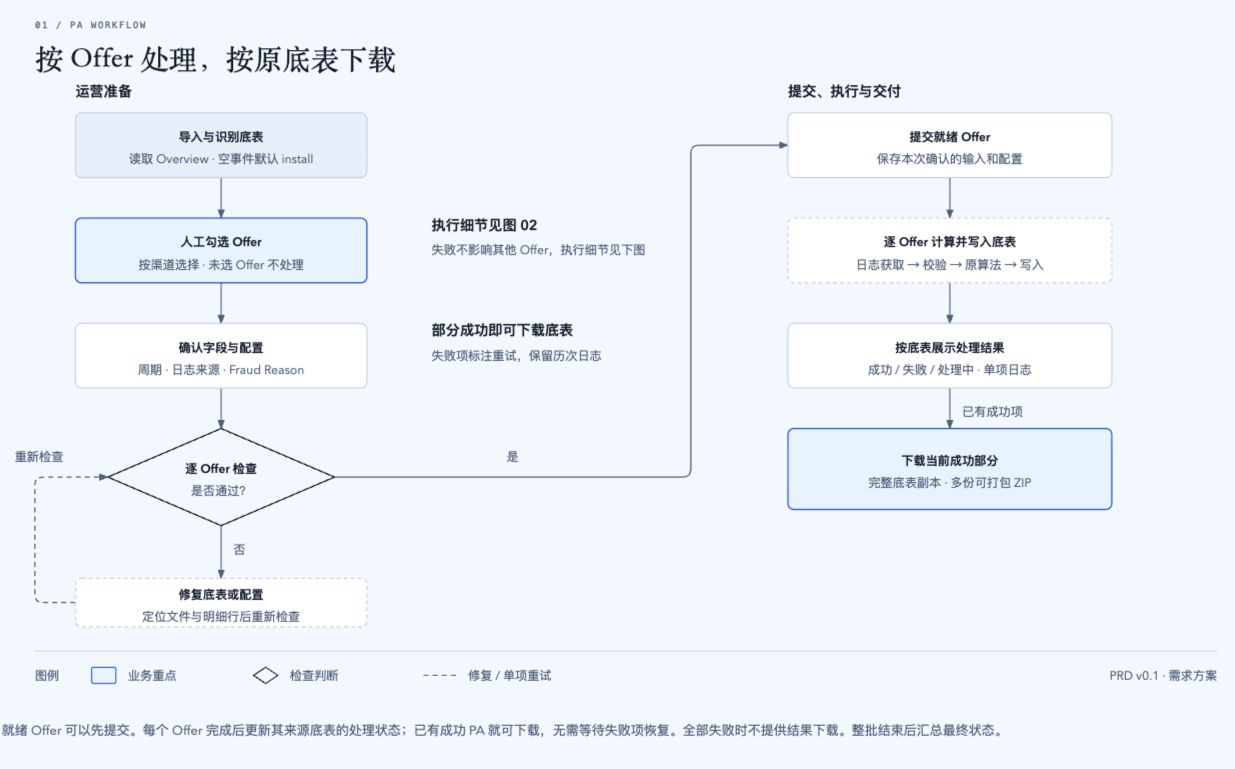 01 / PA WORKFLOW
按 Offer 处理，按原底表下载
运营准备
导入与识别底表
读取 Overview · 空事件默认 install
人工勾选 Offer
按渠道选择 · 未选 Offer 不处理
确认字段与配置
周期 · 日志来源 · Fraud Reason
重新检查
逐 Offer 检查
是否通过?
是
否
修复底表或配置
定位文件与明细行后重新检查
执行细节见图 02
失败不影响其他 Offer，执行细节见下图
部分成功即可下载底表
失败项标注重试，保留历次日志
提交、执行与交付
提交就绪 Offer
保存本次确认的输入和配置
逐 Offer 计算并写入底表
日志获取 → 校验 → 原算法 → 写入
按底表展示处理结果
成功 / 失败 / 处理中 · 单项日志
已有成功项
下载当前成功部分
完整底表副本 · 多份可打包 ZIP
图例
业务重点
检查判断
修复 / 单项重试
PRD v0.1 · 需求方案
就绪 Offer 可以先提交。每个 Offer 完成后更新其来源底表的处理状态；已有成功 PA 就可下载，无需等待失败项恢复。全部失败时不提供结果下载。整批结束后汇总最终状态。